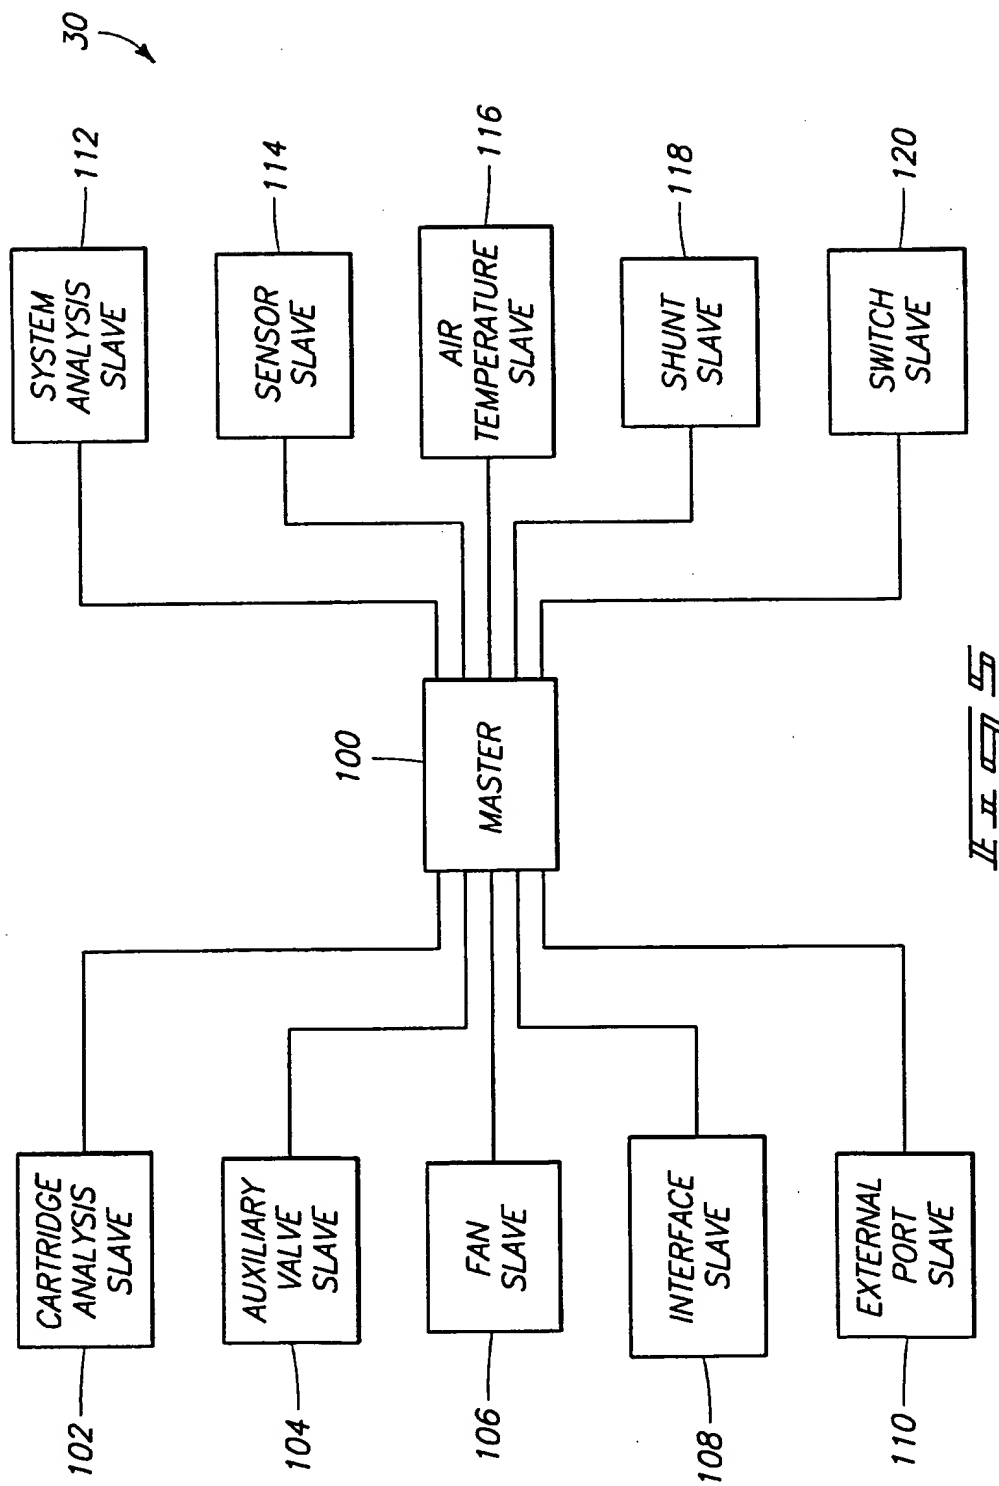 30
CARTRIDGE
ANALYSIS
SLAVE
102
AUXILIARY
VALVE
SLAVE
104
FAN
SLAVE
106
INTERFACE
SLAVE
108
EXTERNAL
PORT
SLAVE
110
100
MASTER
SYSTEM
ANALYSIS
SLAVE
112
SENSOR
SLAVE
114
AIR
TEMPERATURE
SLAVE
116
SHUNT
SLAVE
118
SWITCH
SLAVE
120
FIG 5